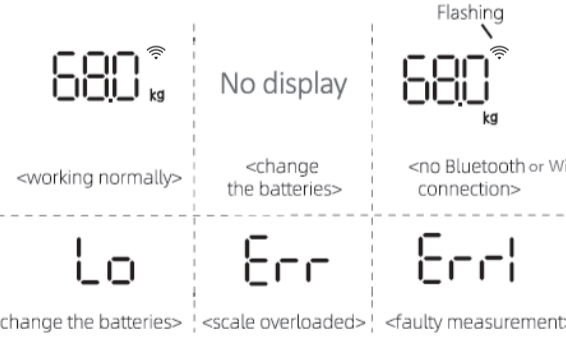 Flashing
68.0 kg
No display
68.0 kg
<working normally>
<change
the batteries>
<no Bluetooth or Wi
connection>
Lo
Err
Err1
change the batteries>
<scale overloaded>
<faulty measurement>